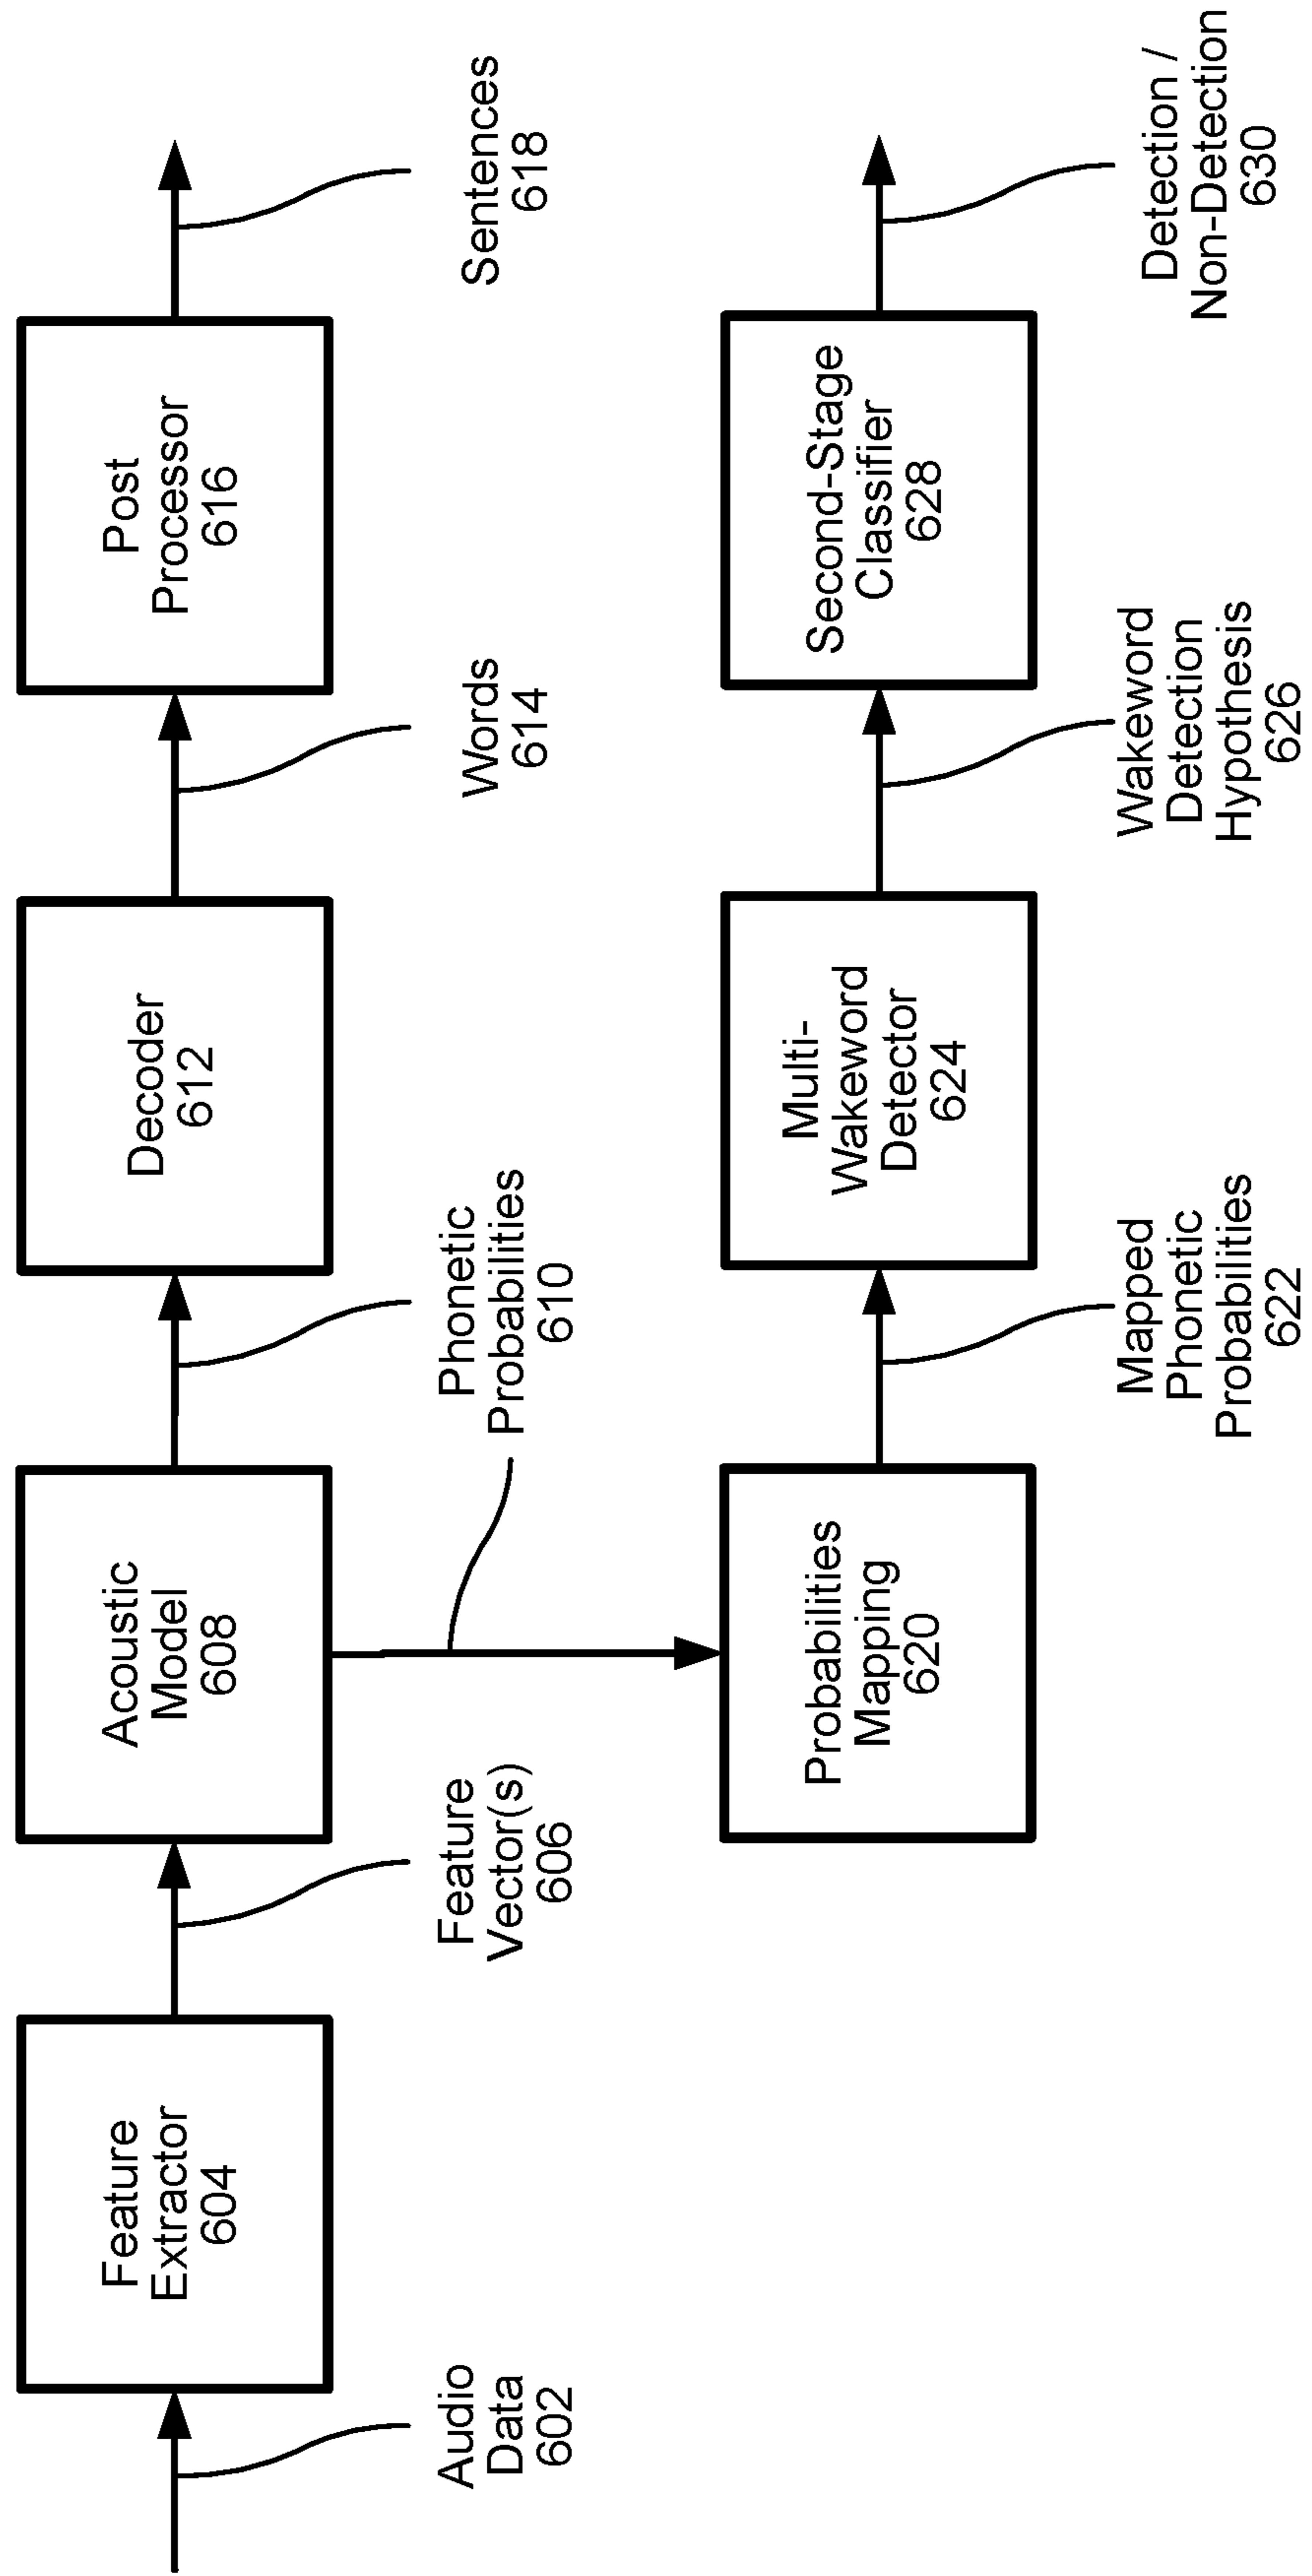 Audio
Data
602
Feature
Extractor
604
Feature
Vector(s)
606
Acoustic
Model
608
Phonetic
Probabilities
610
Decoder
612
Words
614
Post
Processor
616
Sentences
618
Probabilities
Mapping
620
Mapped
Phonetic
Probabilities
622
Multi-
Wakeword
Detector
624
Wakeword
Detection
Hypothesis
626
Second-Stage
Classifier
628
Detection /
Non-Detection
630